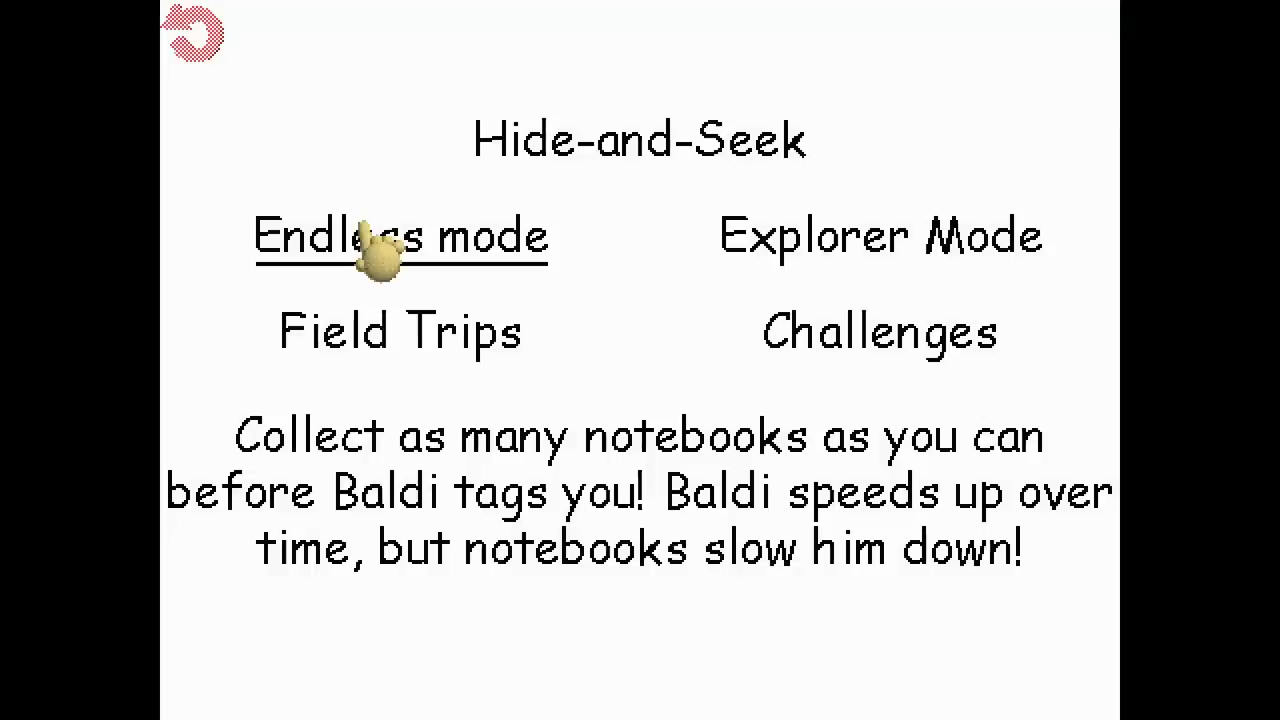 Hide-and-Seek
Endless mode
Explorer Mode
Field Trips
Challenges
Collect as many notebooks as you can
before Baldi tags you! Baldi speeds up over
time, but notebooks slow him down!